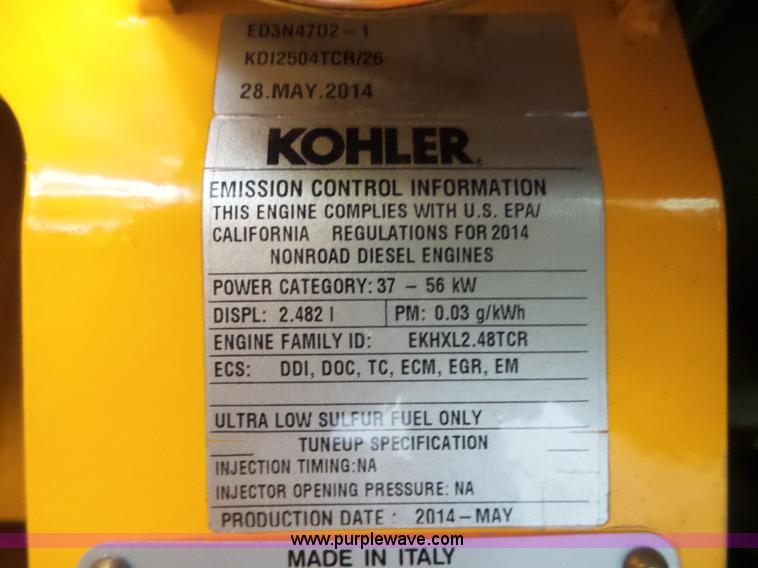 ED3N47D2-1
KDI2504TCR/26
28.MAY.2014
KOHLER®
EMISSION CONTROL INFORMATION
THIS ENGINE COMPLIES WITH U.S. EPA/
CALIFORNIA REGULATIONS FOR 2014
NONROAD DIESEL ENGINES
POWER CATEGORY: 37 - 56 kW
DISPL: 2.482 l PM: 0.03 g/kWh
ENGINE FAMILY ID: EKHXL2.48TCR
ECS: DDI, DOC, TC, ECM, EGR, EM
ULTRA LOW SULFUR FUEL ONLY
TUNEUP SPECIFICATION
INJECTION TIMING:NA
INJECTOR OPENING PRESSURE: NA
PRODUCTION DATE : 2014-MAY
www.purplewave.com
MADE IN ITALY